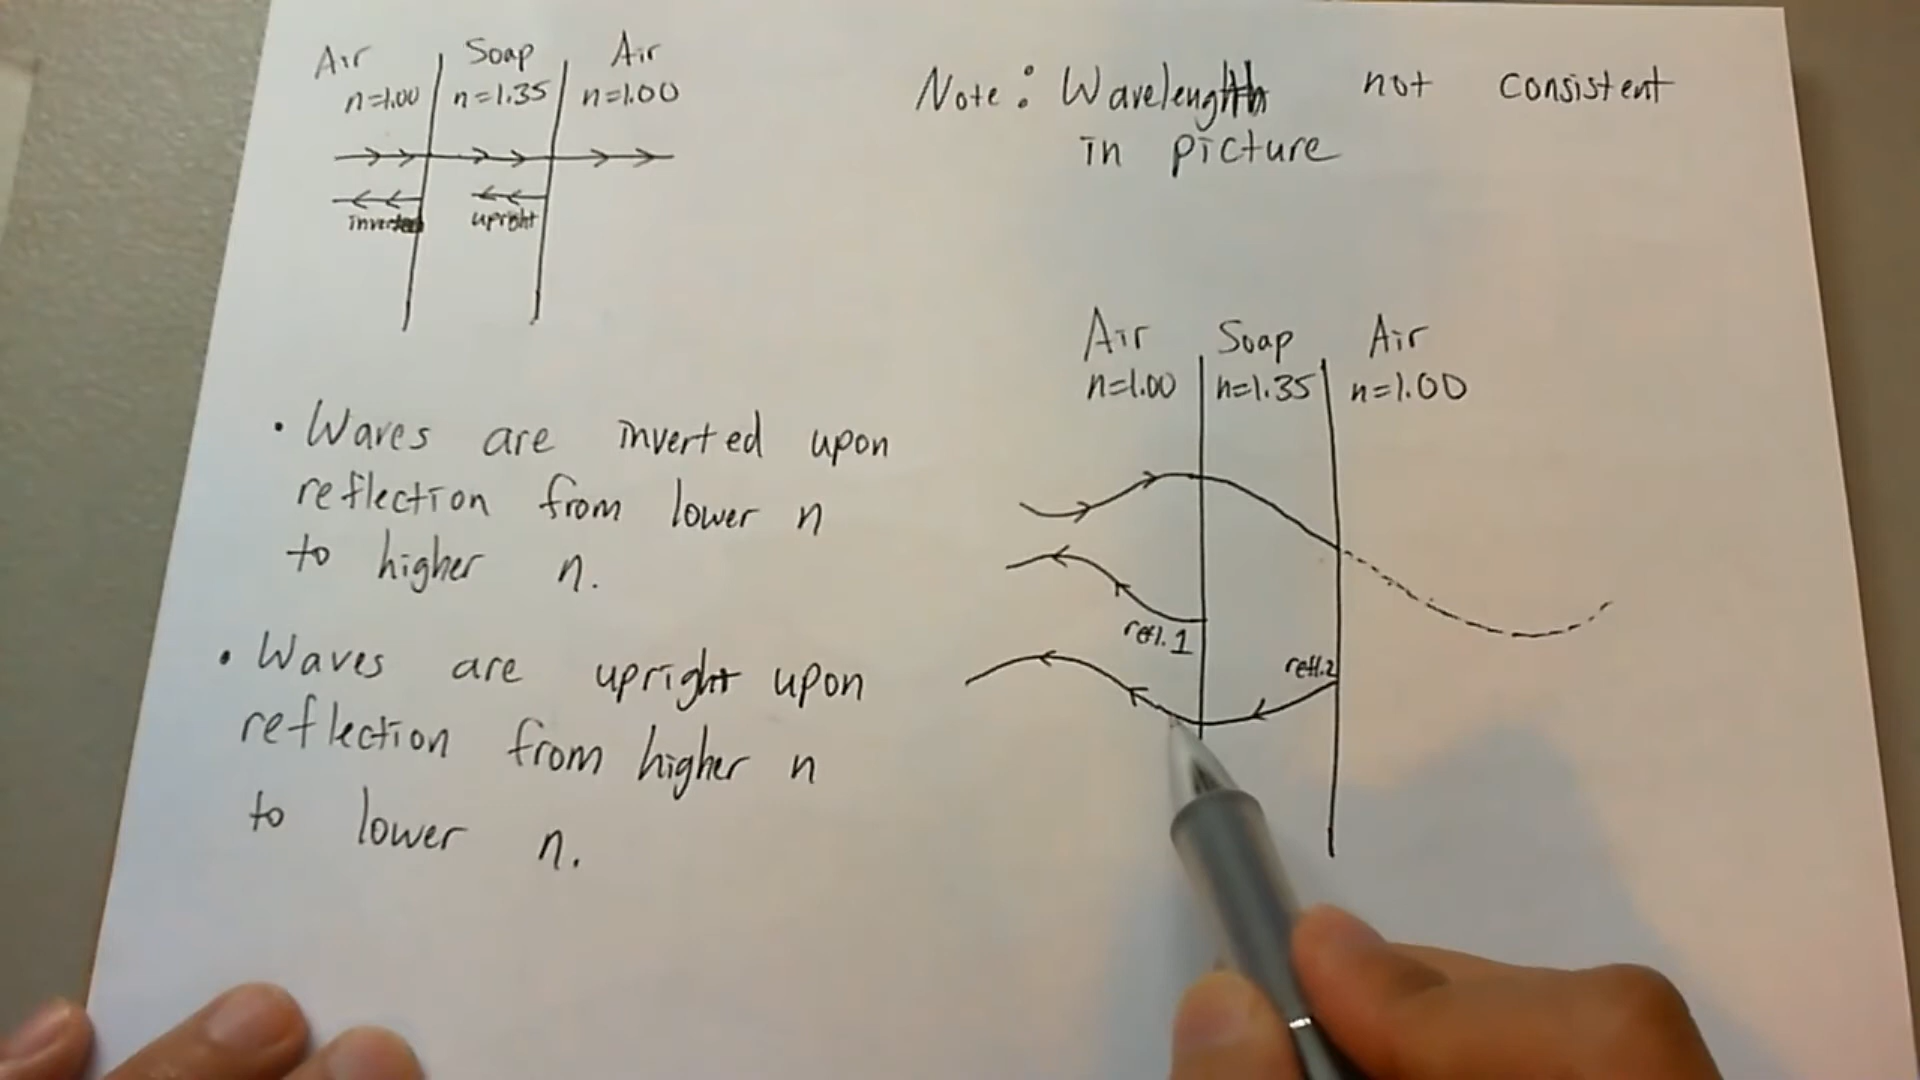 Air Soap Air
n=1.00 n=1.35 n=1.00
inverted upright
Note: Wavelength not consistent
in picture
Air Soap Air
n=1.00 n=1.35 n=1.00
refl. 1
refl. 2
• Waves are inverted upon
reflection from lower n
to higher n.
• Waves are upright upon
reflection from higher n
to lower n.